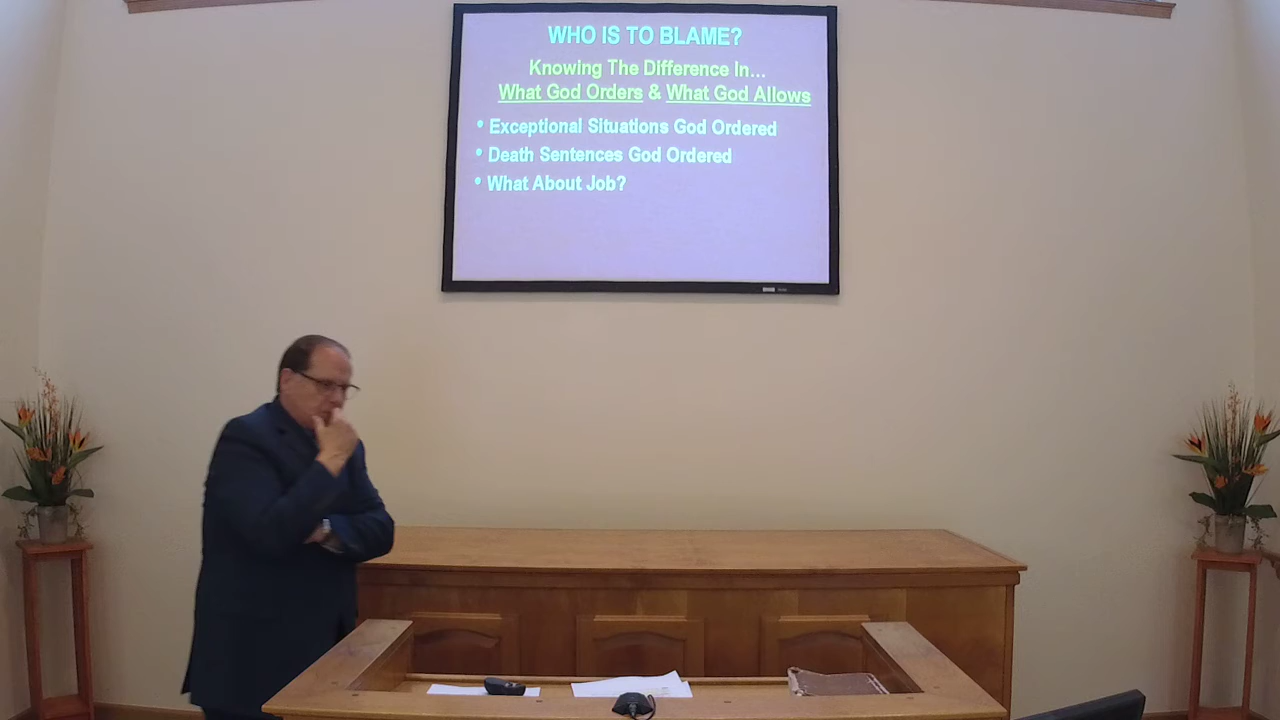 WHO IS TO BLAME?
Knowing The Difference In...
What God Orders & What God Allows
• Exceptional Situations God Ordered
• Death Sentences God Ordered
• What About Job?